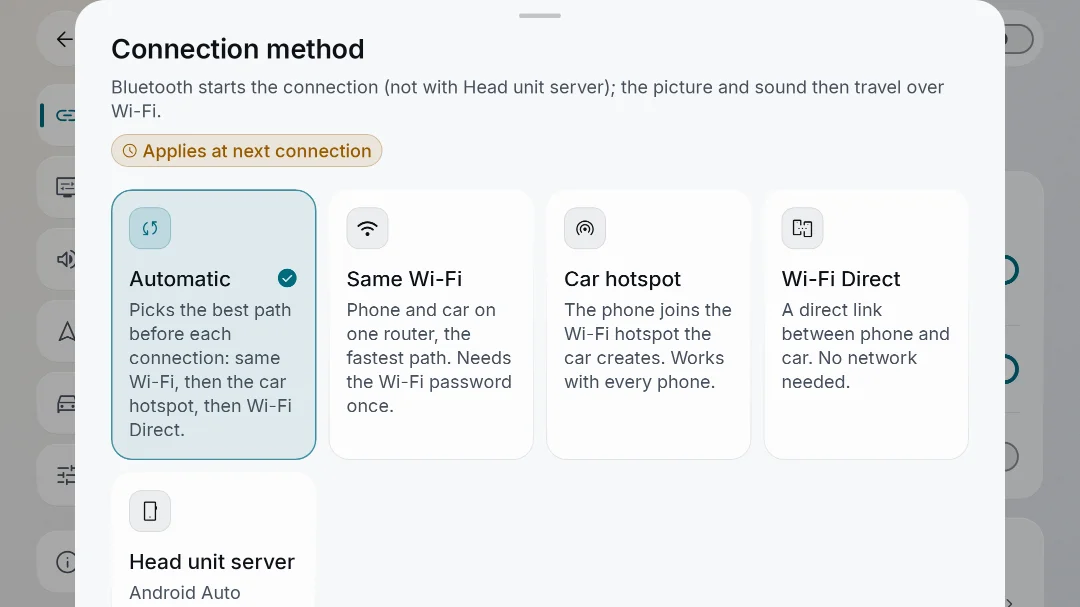 Connection method
Bluetooth starts the connection (not with Head unit server); the picture and sound then travel over
Wi-Fi.
Applies at next connection
Automatic
Picks the best path
before each
connection: same
Wi-Fi, then the car
hotspot, then Wi-Fi
Direct.
Same Wi-Fi
Phone and car on
one router, the
fastest path. Needs
the Wi-Fi password
once.
Car hotspot
The phone joins the
Wi-Fi hotspot the
car creates. Works
with every phone.
Wi-Fi Direct
A direct link
between phone and
car. No network
needed.
Head unit server
Android Auto